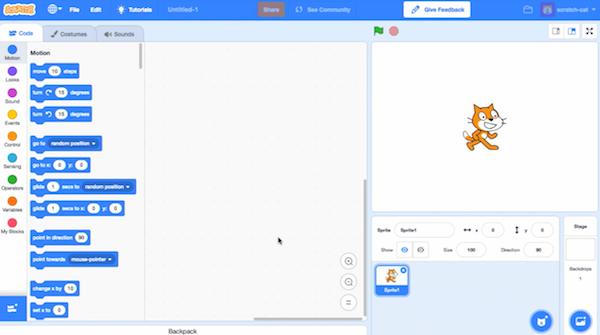 SCRATCH File Edit Tutorials Untitled-1 Share See Community Give Feedback scratch-cat
Code Costumes Sounds
Motion
Looks
Sound
Events
Control
Sensing
Operators
Variables
My Blocks
Motion
move 10 steps
turn 15 degrees
turn 15 degrees
go to random position
go to x: 0 y: 0
glide 1 secs to random position
glide 1 secs to x: 0 y: 0
point in direction 90
point towards mouse-pointer
change x by 10
set x to 0
Backpack
Sprite Sprite1 x 0 y 0
Show Size 100 Direction 90
Sprite1
Stage
Backdrops
1